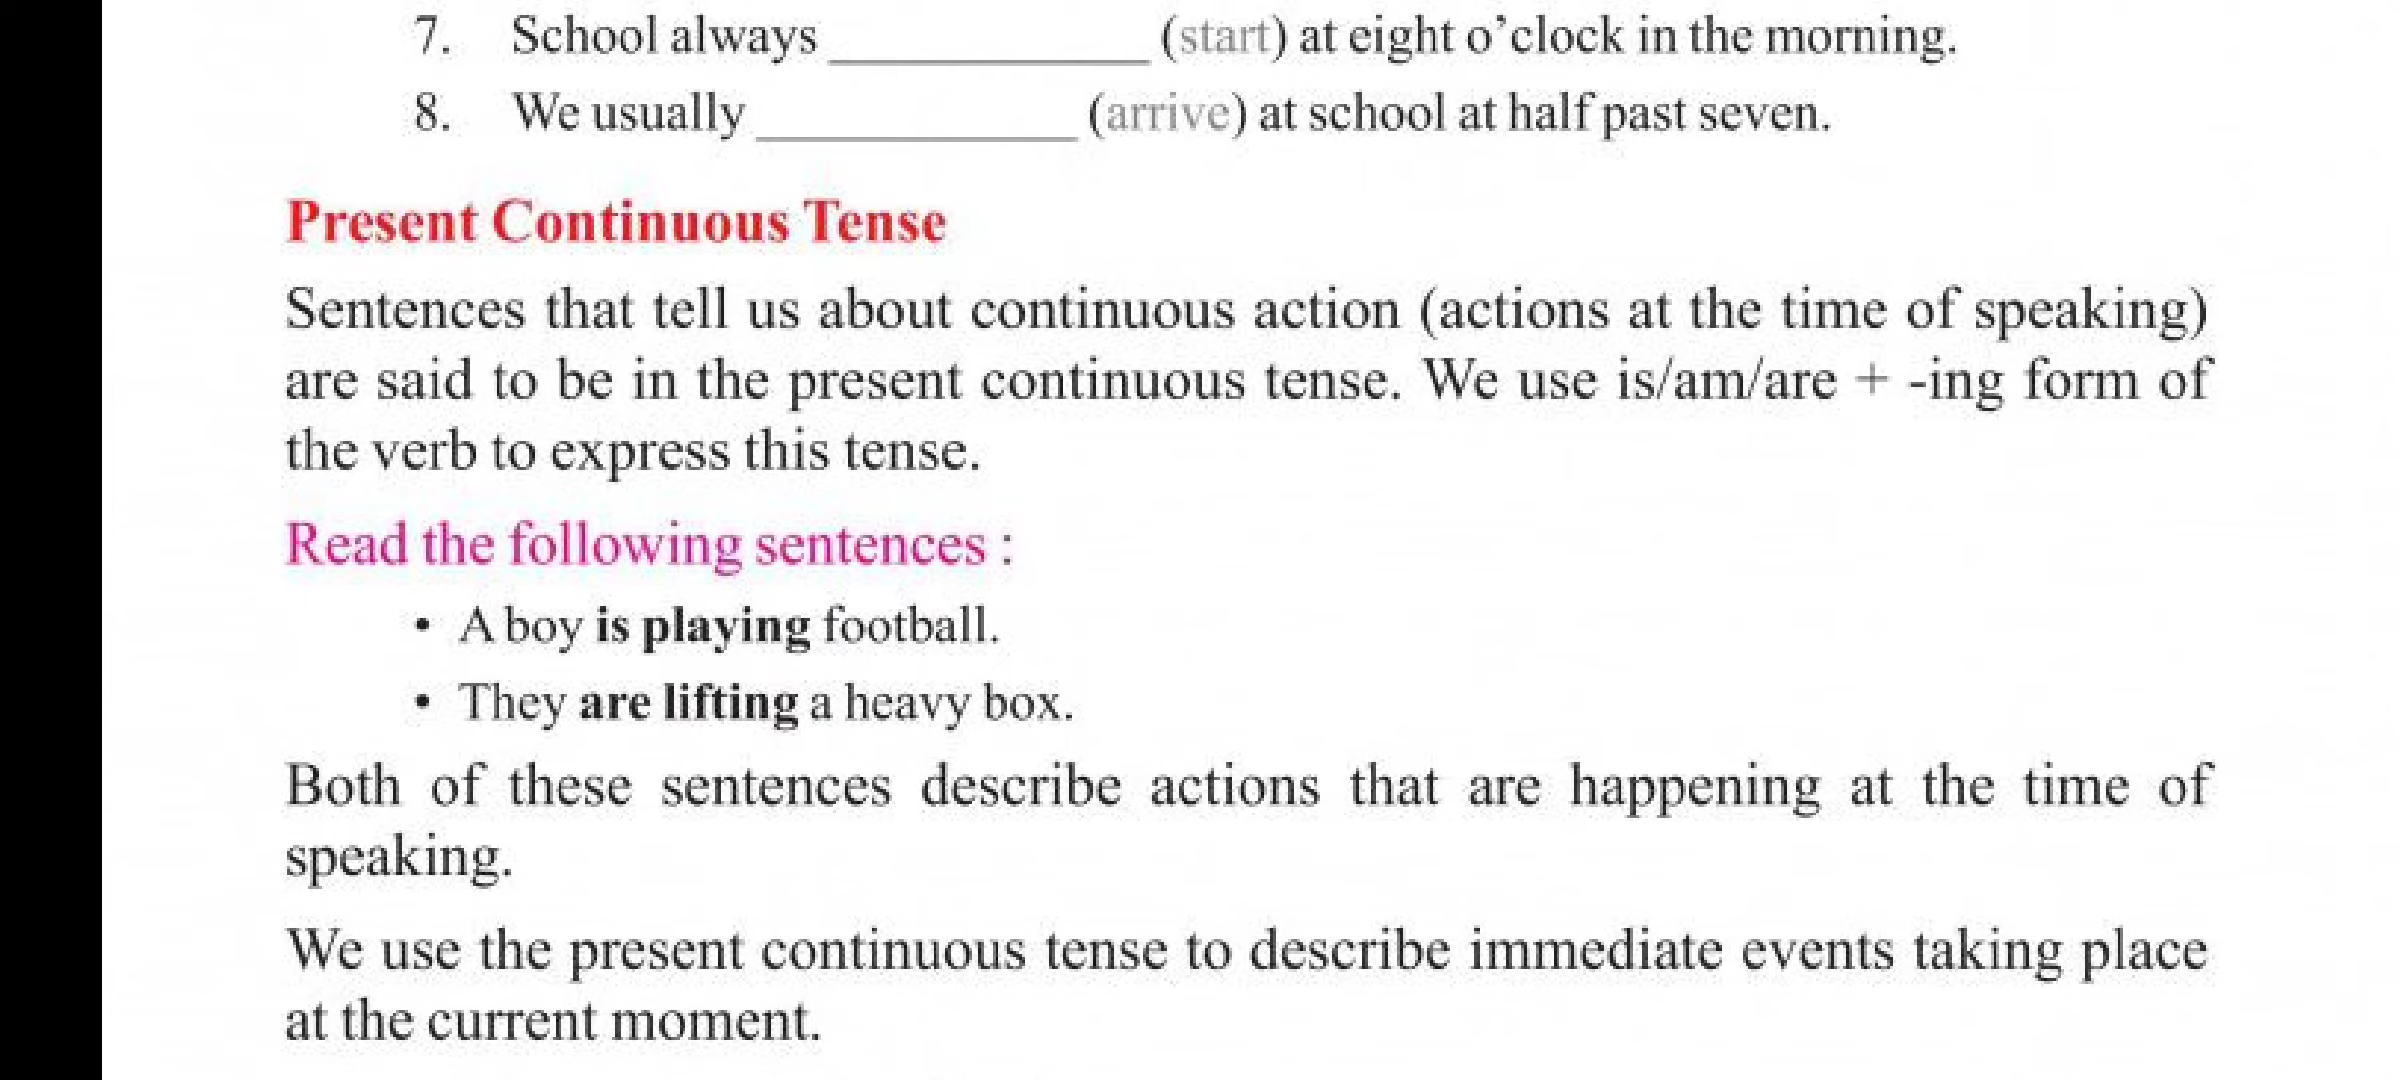 7. School always ____________ (start) at eight o’clock in the morning.
8. We usually ____________ (arrive) at school at half past seven.
Present Continuous Tense
Sentences that tell us about continuous action (actions at the time of speaking)
are said to be in the present continuous tense. We use is/am/are + -ing form of
the verb to express this tense.
Read the following sentences :
• A boy is playing football.
• They are lifting a heavy box.
Both of these sentences describe actions that are happening at the time of
speaking.
We use the present continuous tense to describe immediate events taking place
at the current moment.